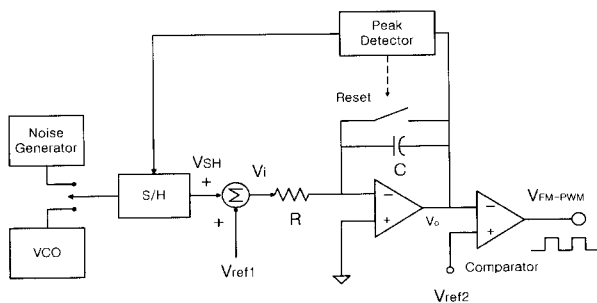 Peak
Detector
Reset
Noise
Generator
VSH
Vi
C
S/H
+
Σ
+
R
−
+
Vo
−
+
VFM-PWM
VCO
Vref1
Comparator
Vref2